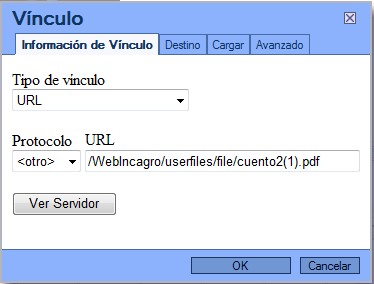 Vínculo
Información de Vínculo Destino Cargar Avanzado
Tipo de vínculo
URL
Protocolo URL
<otro> /WebIncagro/userfiles/file/cuento2(1).pdf
Ver Servidor
OK Cancelar